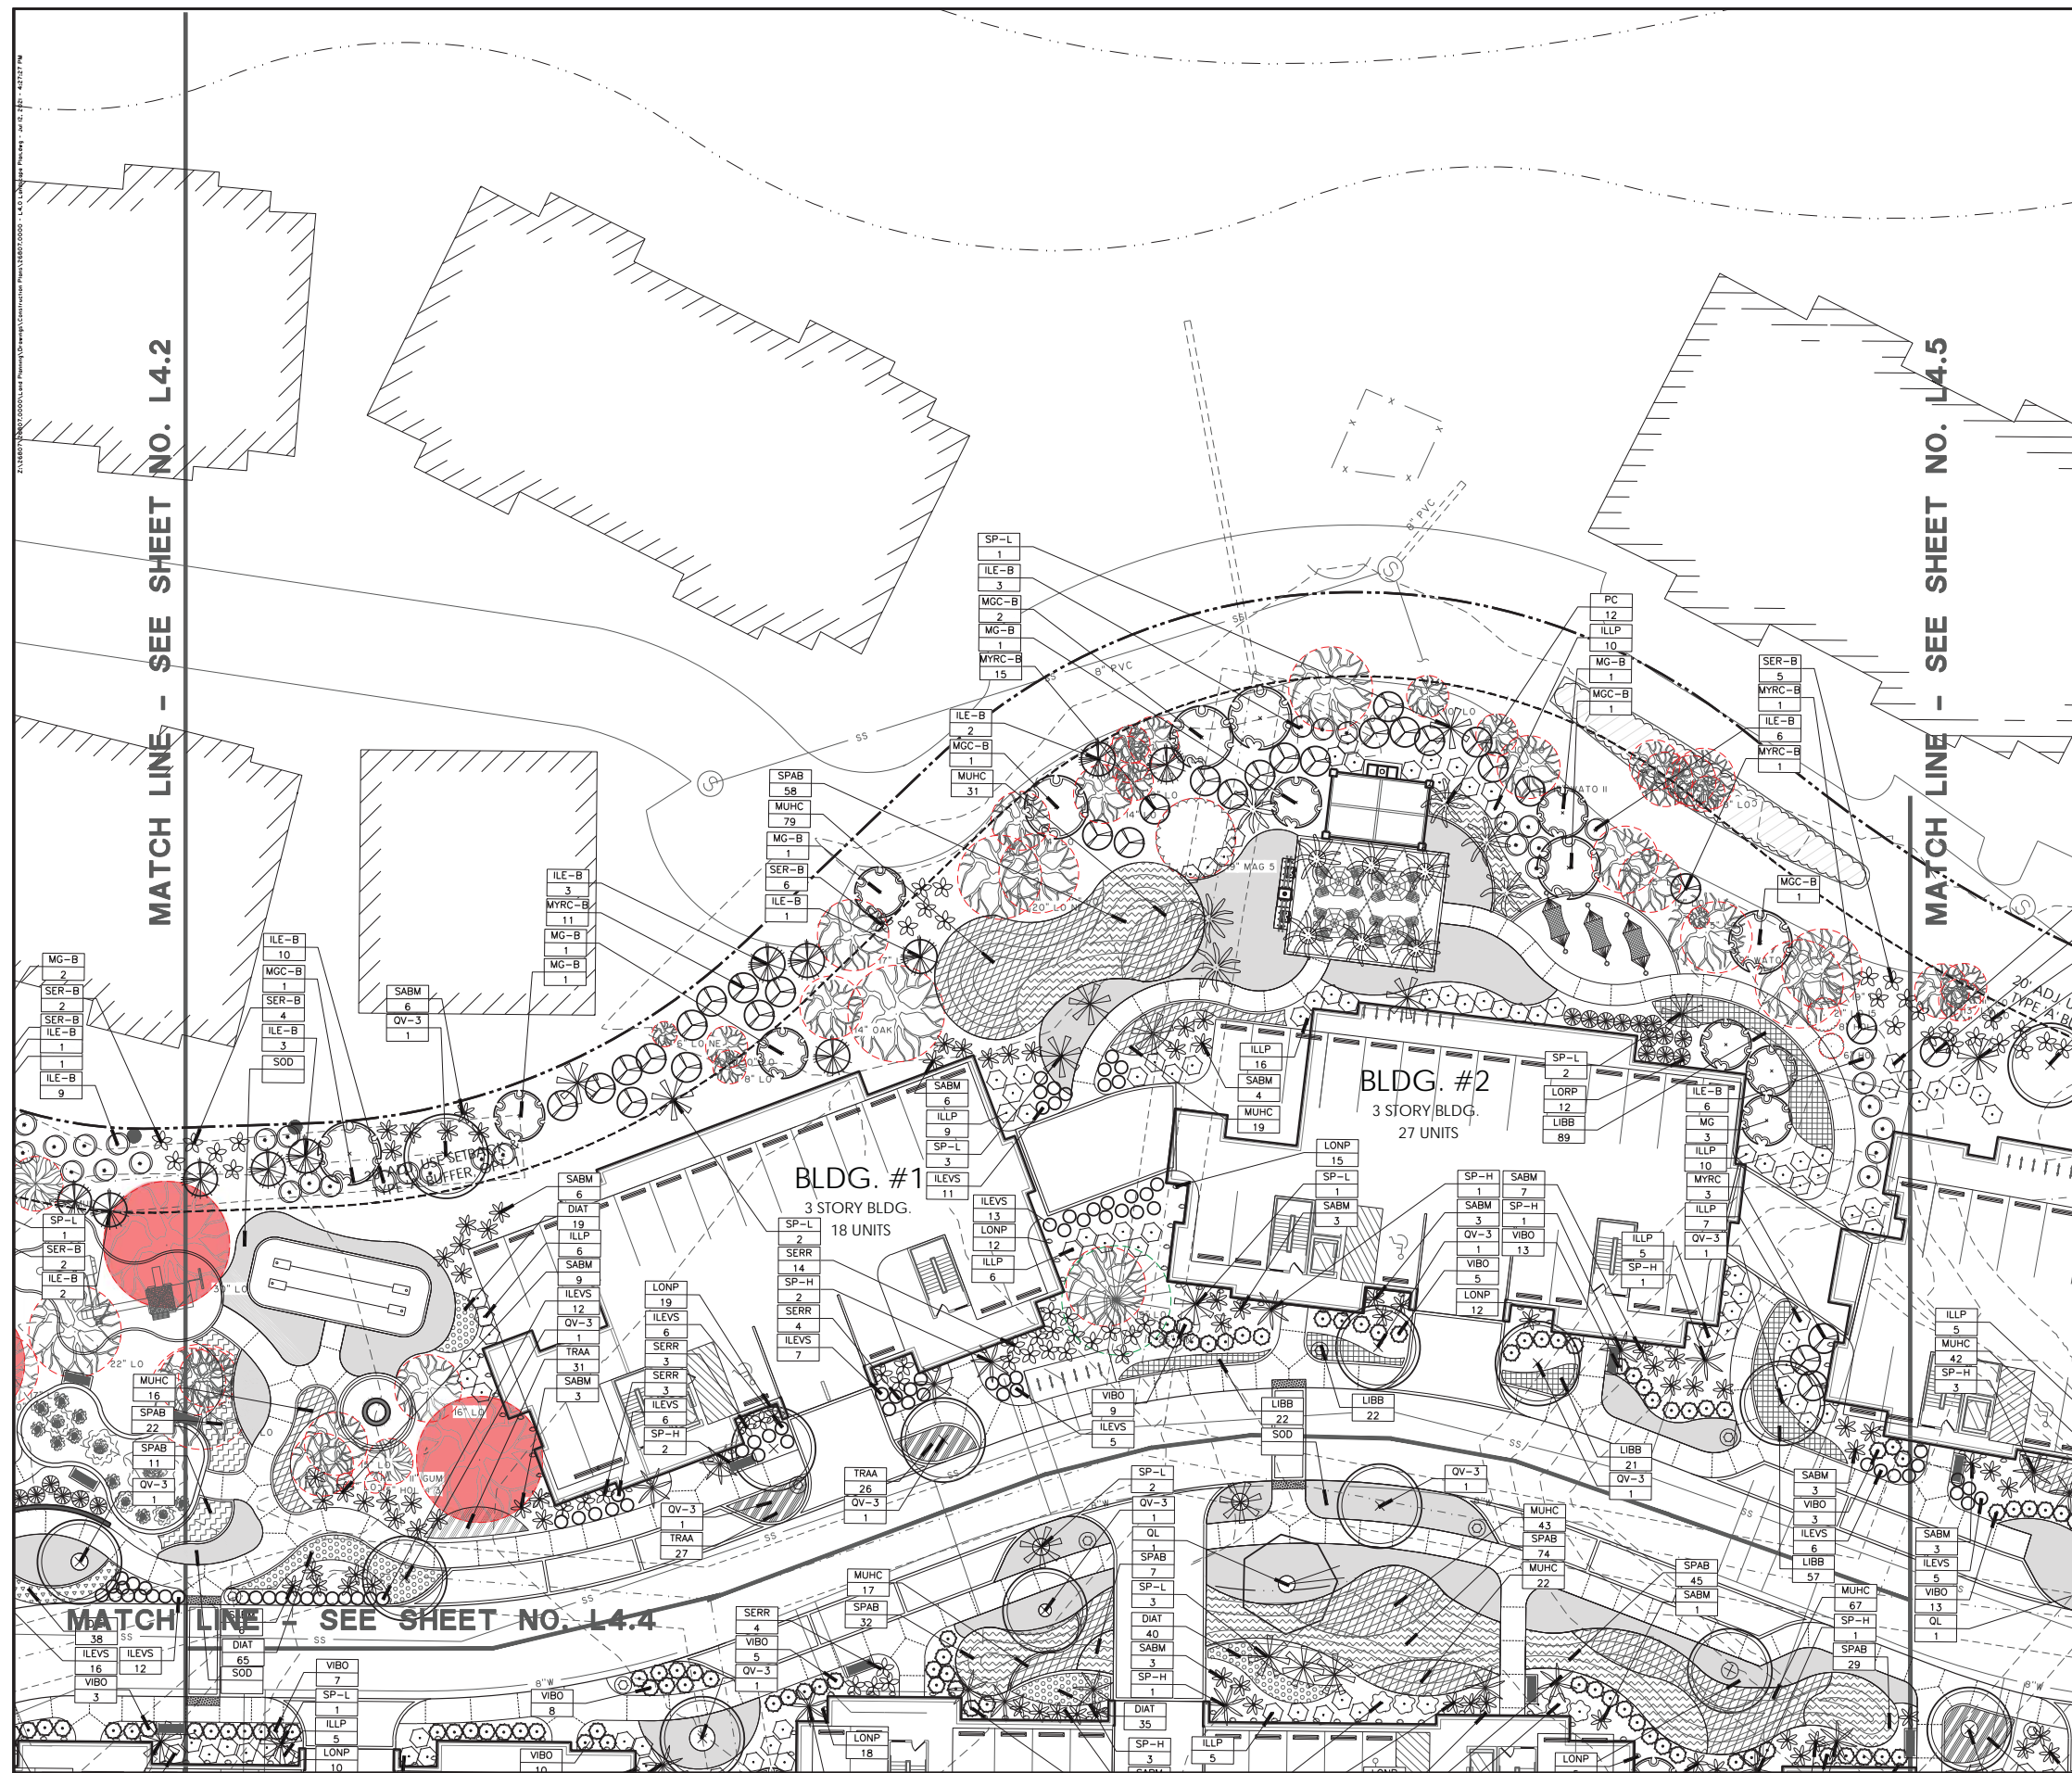 MATCH LINE - SEE SHEET NO. L4.2
MATCH LINE - SEE SHEET NO. L4.5
MATCH LINE - SEE SHEET NO. L4.4
8" PVC
8" PVC
SS
SS
SP-L
1
ILE-B
3
MGC-B
2
MG-B
1
MYRC-B
15
ILE-B
2
MGC-B
1
MUHC
31
SPAB
58
MUHC
79
MG-B
1
SER-B
6
ILE-B
1
ILE-B
3
MYRC-B
11
MG-B
1
MG-B
1
PC
12
ILLP
10
MG-B
1
MGC-B
1
SER-B
5
MYRC-B
1
ILE-B
6
MYRC-B
1
MGC-B
1
MG-B
2
SER-B
2
SER-B
ILE-B
1
1
ILE-B
9
ILE-B
10
MGC-B
1
SER-B
4
ILE-B
3
SOD
SABM
6
QV-3
1
9" MAG 5
14" OAK
BLDG. #1
3 STORY BLDG.
18 UNITS
BLDG. #2
3 STORY BLDG.
27 UNITS
SABM
6
ILLP
9
SP-L
3
ILEVS
11
ILEVS
13
LONP
12
ILLP
6
ILLP
16
SABM
4
MUHC
19
LONP
15
SP-L
1
SABM
3
SP-L
2
LORP
12
LIBB
89
ILE-B
6
MG
3
ILLP
10
MYRC
3
ILLP
7
QV-3
1
SP-H
1
SABM
3
QV-3
1
VIBO
5
LONP
12
SABM
7
SP-H
1
VIBO
13
ILLP
5
SP-H
1
SP-L
1
SER-B
2
ILE-B
2
30" LO
22" LO
16" LO
SABM
6
DIAT
19
ILLP
6
SABM
9
ILEVS
12
QV-3
1
TRAA
31
SABM
3
LONP
19
ILEVS
6
SERR
3
SERR
3
ILEVS
6
SP-H
2
SP-L
2
SERR
14
SP-H
2
SERR
4
ILEVS
7
MUHC
16
SPAB
22
SPAB
11
QV-3
1
VIBO
9
ILEVS
5
LIBB
22
SOD
LIBB
22
LIBB
21
QV-3
1
ILLP
5
MUHC
42
SP-H
3
TRAA
26
QV-3
1
QV-3
1
TRAA
27
SP-L
2
QV-3
1
QL
1
SPAB
7
SP-L
3
DIAT
40
SABM
3
SP-H
1
QV-3
1
MUHC
43
SPAB
74
MUHC
22
SPAB
45
SABM
1
SABM
3
VIBO
3
ILEVS
6
LIBB
57
SABM
3
ILEVS
5
VIBO
13
QL
1
MUHC
67
SP-H
1
SPAB
29
MUHC
17
SPAB
32
SERR
4
VIBO
5
QV-3
1
38
ILEVS
16
ILEVS
12
VIBO
3
DIAT
65
SOD
VIBO
7
SP-L
1
ILLP
5
LONP
10
VIBO
8
VIBO
10
LONP
18
DIAT
35
SP-H
3
SABM
ILLP
5
LONP
LONP
8"W
8"W
SS
SS
SS